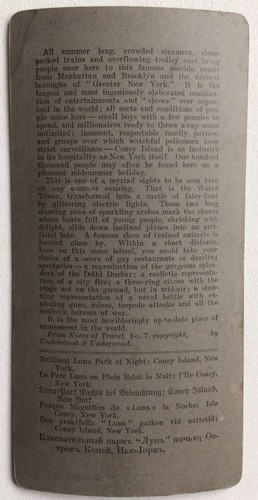 All summer long, crowded steamers, close-
packed trains and overflowing trolley cars bring
people over here to this famous seaside resort
from Manhattan and Brooklyn and the various
boroughs of "Greater New York." It is the
largest and most ingeniously elaborated combina-
tion of entertainments and "shows" ever organ-
ized in the world; all sorts and conditions of peo-
ple come here—small boys with a few pennies to
spend, and millionaires ready to throw away sums
unlimited; innocent, respectable family parties,
and groups over which watchful policemen keep
strict surveillance—Coney Island is as inclusive
in its hospitality as New York itself. One hundred
thousand people may often be found here on a
pleasant midsummer holiday.
This is one of a myriad sights to be seen here
on any summer evening. That is the Water
Tower, transformed into a castle of fairy-land
by glittering electric lights. Those two long
slanting rows of sparkling arches mark the chutes
where boats full of young people, shrieking with
delight, slide down inclined planes into an arti-
ficial lake. A famous show of trained animals is
located close by. Within a short distance,
here on this same island, you could take your
choice of a score of gay restaurants or dazzling
spectacles—a reproduction of the gorgeous splen-
dors of the Delhi Durbar; a realistic representa-
tion of a city fire; a three-ring circus with the
rings not on the ground, but in mid-air; a stun-
ning representation of a naval battle with ex-
ploding guns, mines, torpedo attacks and all the
realistic horrors of war.
It is the most bewilderingly up-to-date place of
amusement in the world.
From Notes of Travel, No. 7, copyright, by
Underwood & Underwood.
Brilliant Luna Park at Night; Coney Island,
New York.
Le Parc Luna en Plein Eclat la Nuit: l'Ile Coney,
New York.
Luna-Park Nachts bei Beleuchtung; Coney Island,
New York.
Parque Magnifico de «Luna» la Noche: Isla
Coney, New York.
Den praktfulla "Luna" parken vid nattetid:
Coney Island, New York.
Блистательный паркъ "Луна" ночью; Ос-
тровъ Коней, Нью-Іоркъ.